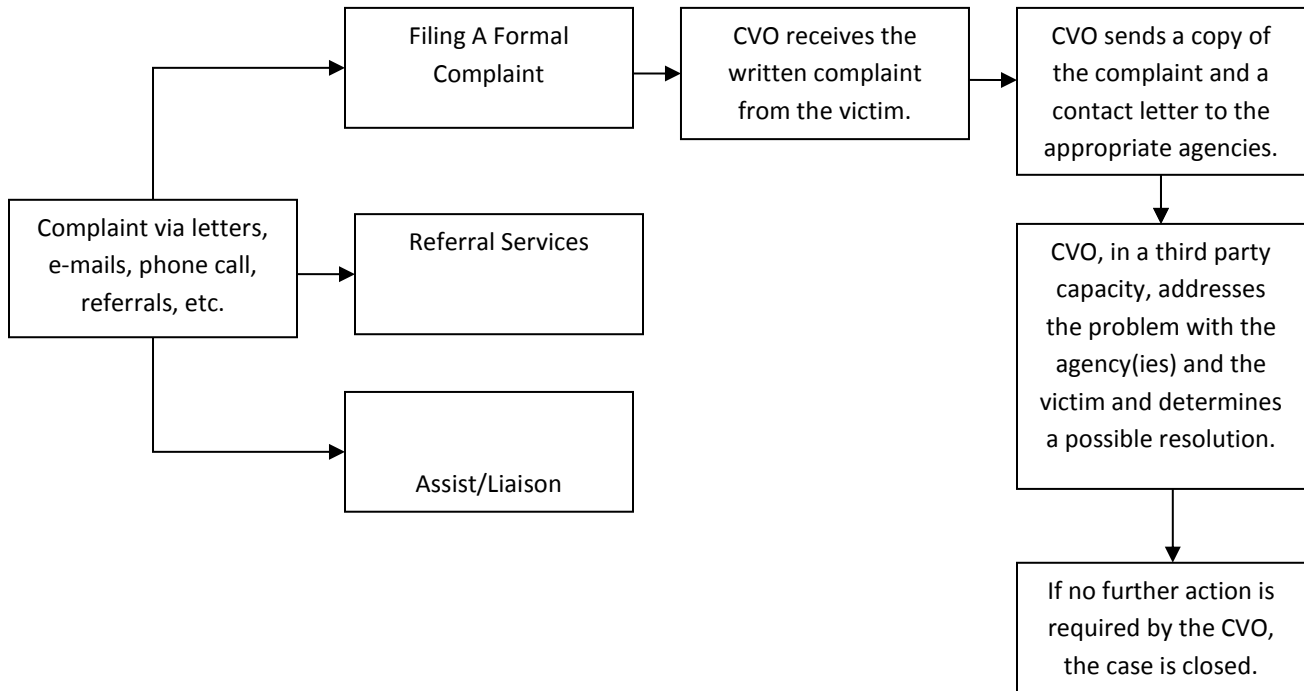 Filing A Formal
Complaint
CVO receives the
written complaint
from the victim.
CVO sends a copy of
the complaint and a
contact letter to the
appropriate agencies.
Complaint via letters,
e-mails, phone call,
referrals, etc.
Referral Services
Assist/Liaison
CVO, in a third party
capacity, addresses
the problem with the
agency(ies) and the
victim and determines
a possible resolution.
If no further action is
required by the CVO,
the case is closed.